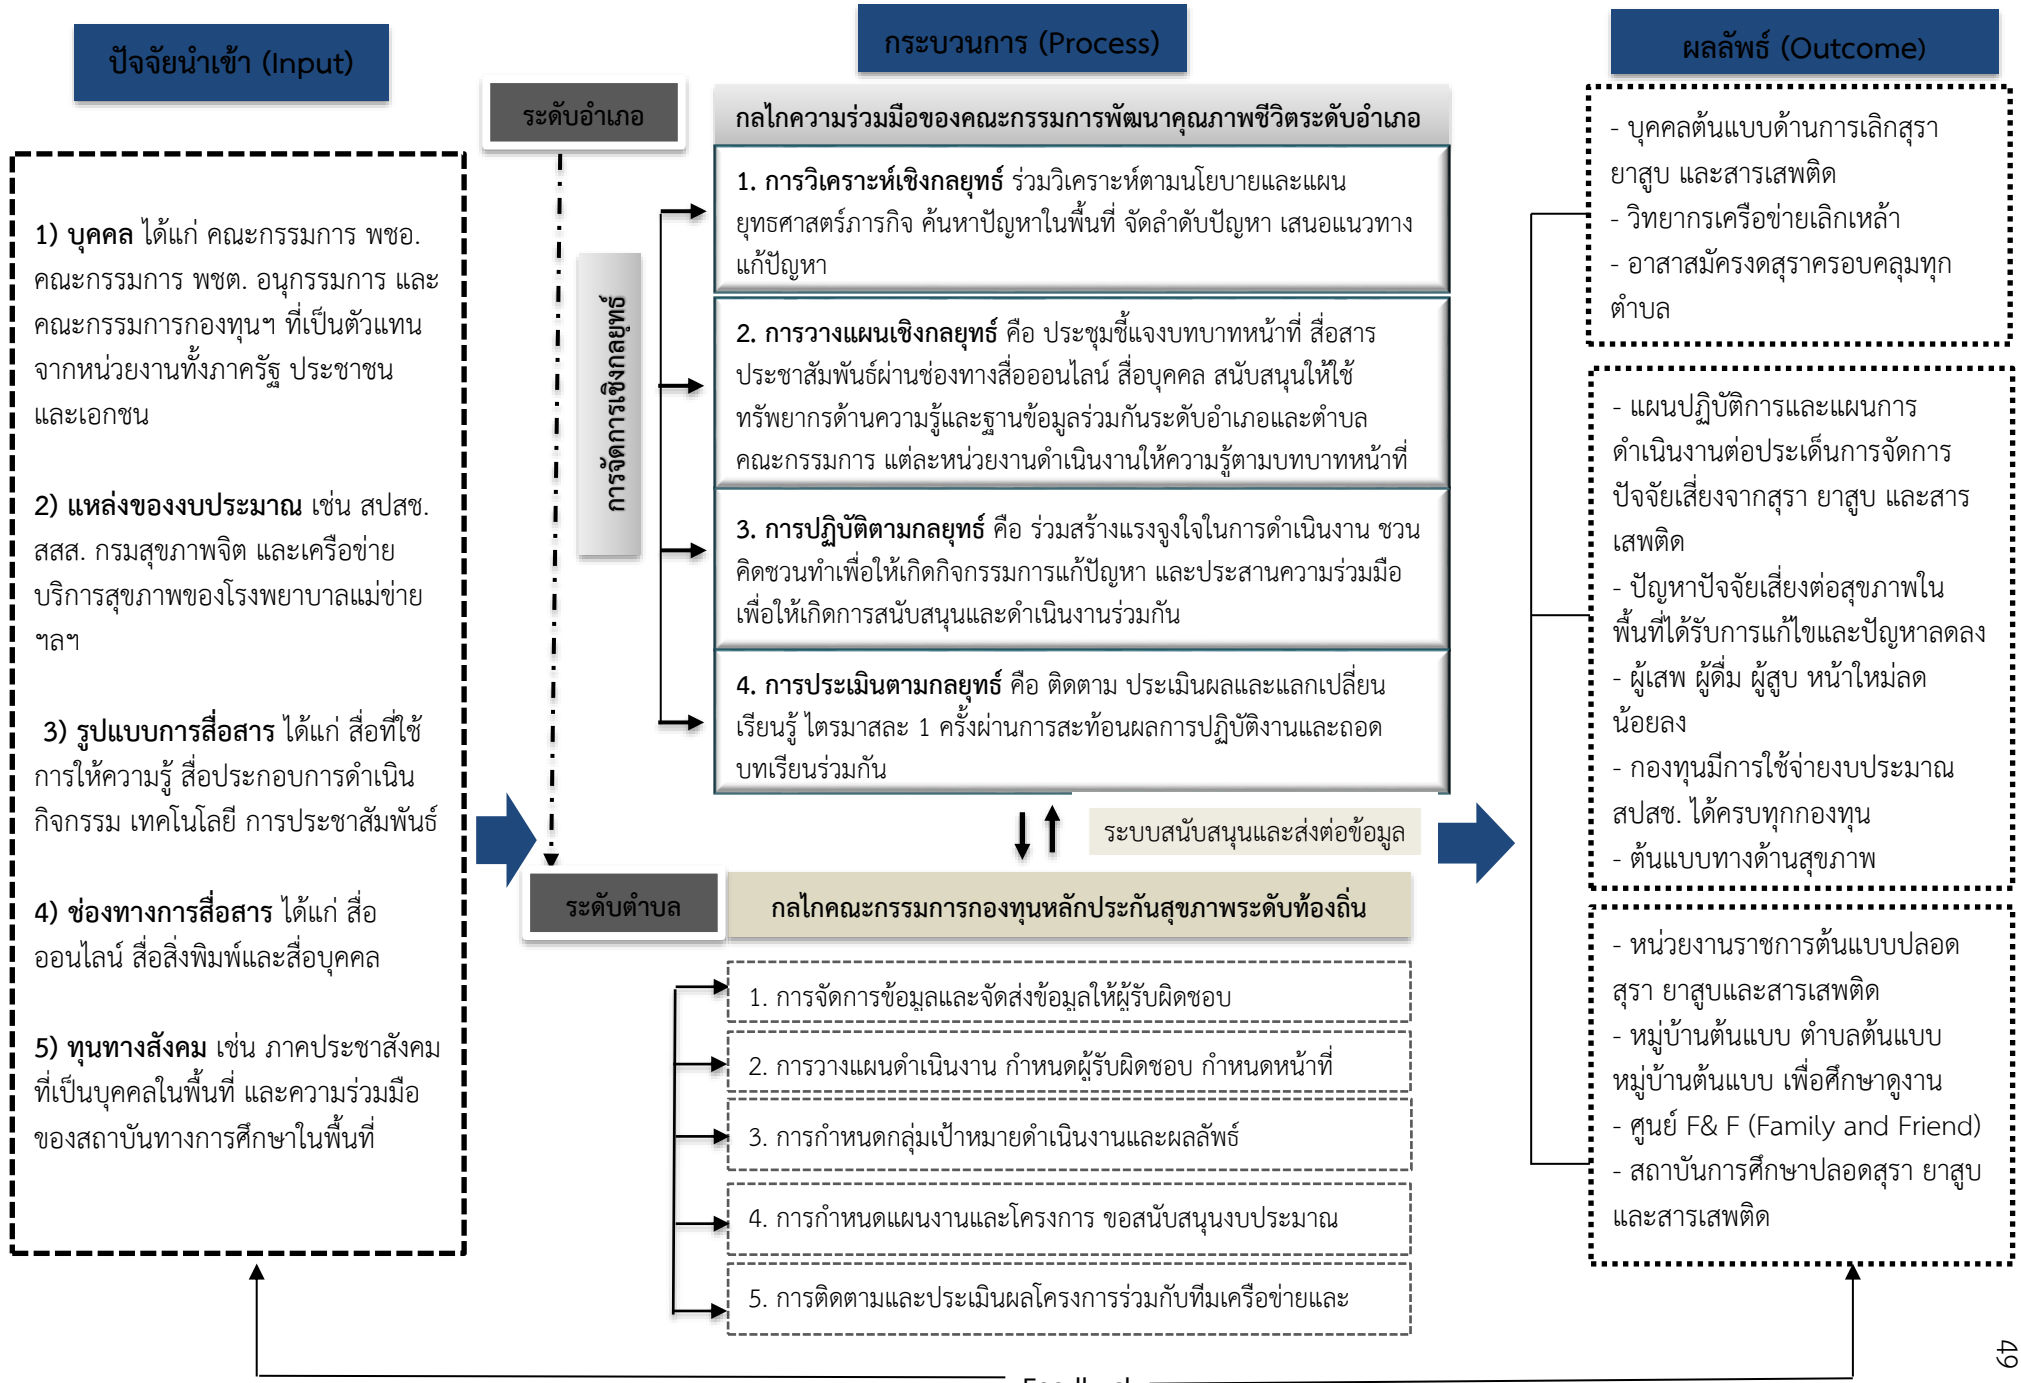 ปัจจัยนำเข้า (Input)
1) บุคคล ได้แก่ คณะกรรมการ พชอ.
คณะกรรมการ พชต. อนุกรรมการ และ
คณะกรรมการกองทุนฯ ที่เป็นตัวแทน
จากหน่วยงานทั้งภาครัฐ ประชาชน
และเอกชน
2) แหล่งของงบประมาณ เช่น สปสช.
สสส. กรมสุขภาพจิต และเครือข่าย
บริการสุขภาพของโรงพยาบาลแม่ข่าย
ฯลฯ
3) รูปแบบการสื่อสาร ได้แก่ สื่อที่ใช้
การให้ความรู้ สื่อประกอบการดำเนิน
กิจกรรม เทคโนโลยี การประชาสัมพันธ์
4) ช่องทางการสื่อสาร ได้แก่ สื่อ
ออนไลน์ สื่อสิ่งพิมพ์และสื่อบุคคล
5) ทุนทางสังคม เช่น ภาคประชาสังคม
ที่เป็นบุคคลในพื้นที่ และความร่วมมือ
ของสถาบันทางการศึกษาในพื้นที่
กระบวนการ (Process)
ระดับอำเภอ
กลไกความร่วมมือของคณะกรรมการพัฒนาคุณภาพชีวิตระดับอำเภอ
การจัดการเชิงกลยุทธ์
1. การวิเคราะห์เชิงกลยุทธ์ ร่วมวิเคราะห์ตามนโยบายและแผน
ยุทธศาสตร์ภารกิจ ค้นหาปัญหาในพื้นที่ จัดลำดับปัญหา เสนอแนวทาง
แก้ปัญหา
2. การวางแผนเชิงกลยุทธ์ คือ ประชุมชี้แจงบทบาทหน้าที่ สื่อสาร
ประชาสัมพันธ์ผ่านช่องทางสื่อออนไลน์ สื่อบุคคล สนับสนุนให้ใช้
ทรัพยากรด้านความรู้และฐานข้อมูลร่วมกันระดับอำเภอและตำบล
คณะกรรมการ แต่ละหน่วยงานดำเนินงานให้ความรู้ตามบทบาทหน้าที่
3. การปฏิบัติตามกลยุทธ์ คือ ร่วมสร้างแรงจูงใจในการดำเนินงาน ชวน
คิดชวนทำเพื่อให้เกิดกิจกรรมการแก้ปัญหา และประสานความร่วมมือ
เพื่อให้เกิดการสนับสนุนและดำเนินงานร่วมกัน
4. การประเมินตามกลยุทธ์ คือ ติดตาม ประเมินผลและแลกเปลี่ยน
เรียนรู้ ไตรมาสละ 1 ครั้งผ่านการสะท้อนผลการปฏิบัติงานและถอด
บทเรียนร่วมกัน
ระบบสนับสนุนและส่งต่อข้อมูล
ระดับตำบล
กลไกคณะกรรมการกองทุนหลักประกันสุขภาพระดับท้องถิ่น
1. การจัดการข้อมูลและจัดส่งข้อมูลให้ผู้รับผิดชอบ
2. การวางแผนดำเนินงาน กำหนดผู้รับผิดชอบ กำหนดหน้าที่
3. การกำหนดกลุ่มเป้าหมายดำเนินงานและผลลัพธ์
4. การกำหนดแผนงานและโครงการ ขอสนับสนุนงบประมาณ
5. การติดตามและประเมินผลโครงการร่วมกับทีมเครือข่ายและ
ผลลัพธ์ (Outcome)
- บุคคลต้นแบบด้านการเลิกสุรา
ยาสูบ และสารเสพติด
- วิทยากรเครือข่ายเลิกเหล้า
- อาสาสมัครงดสุราครอบคลุมทุก
ตำบล
- แผนปฏิบัติการและแผนการ
ดำเนินงานต่อประเด็นการจัดการ
ปัจจัยเสี่ยงจากสุรา ยาสูบ และสาร
เสพติด
- ปัญหาปัจจัยเสี่ยงต่อสุขภาพใน
พื้นที่ได้รับการแก้ไขและปัญหาลดลง
- ผู้เสพ ผู้ดื่ม ผู้สูบ หน้าใหม่ลด
น้อยลง
- กองทุนมีการใช้จ่ายงบประมาณ
สปสช. ได้ครบทุกกองทุน
- ต้นแบบทางด้านสุขภาพ
- หน่วยงานราชการต้นแบบปลอด
สุรา ยาสูบและสารเสพติด
- หมู่บ้านต้นแบบ ตำบลต้นแบบ
หมู่บ้านต้นแบบ เพื่อศึกษาดูงาน
- ศูนย์ F& F (Family and Friend)
- สถาบันการศึกษาปลอดสุรา ยาสูบ
และสารเสพติด
49